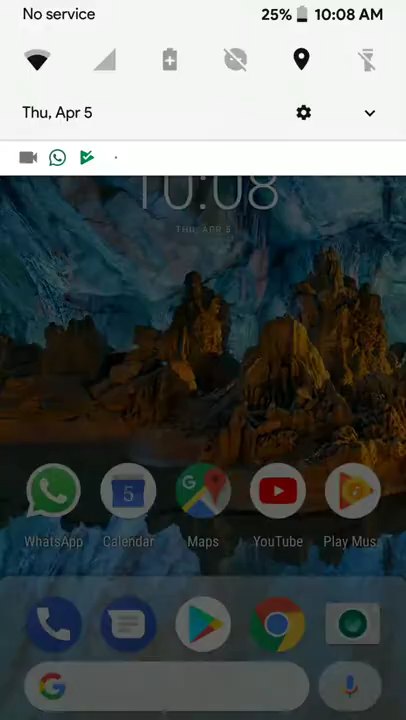 No service
25% 10:08 AM
Thu, Apr 5
10:08
THU, APR 5
5
WhatsApp
Calendar
Maps
YouTube
Play Mus
G